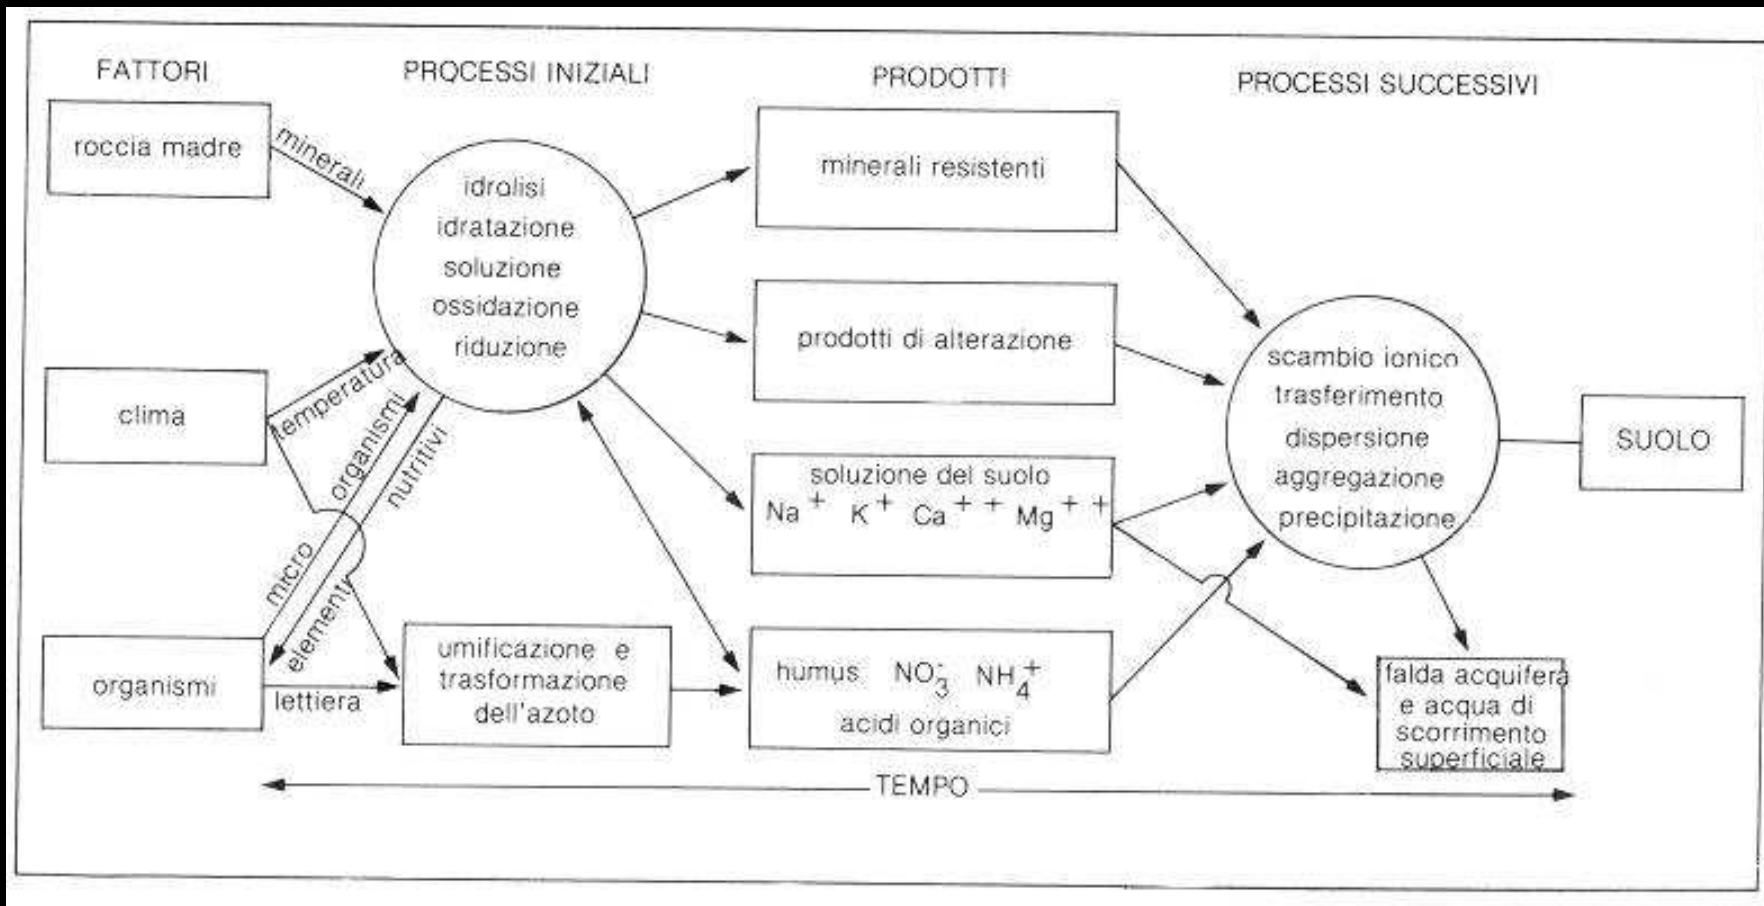 FATTORI
PROCESSI INIZIALI
PRODOTTI
PROCESSI SUCCESSIVI
roccia madre
minerali
idrolisi
idratazione
soluzione
ossidazione
riduzione
minerali resistenti
prodotti di alterazione
scambio ionico
trasferimento
dispersione
aggregazione
precipitazione
SUOLO
clima
temperatura
micro organismi
elementi nutritivi
soluzione del suolo
Na⁺ K⁺ Ca⁺⁺ Mg⁺⁺
organismi
lettiera
umificazione e
trasformazione
dell'azoto
humus NO₃⁻ NH₄⁺
acidi organici
falda acquifera
e acqua di
scorrimento
superficiale
TEMPO